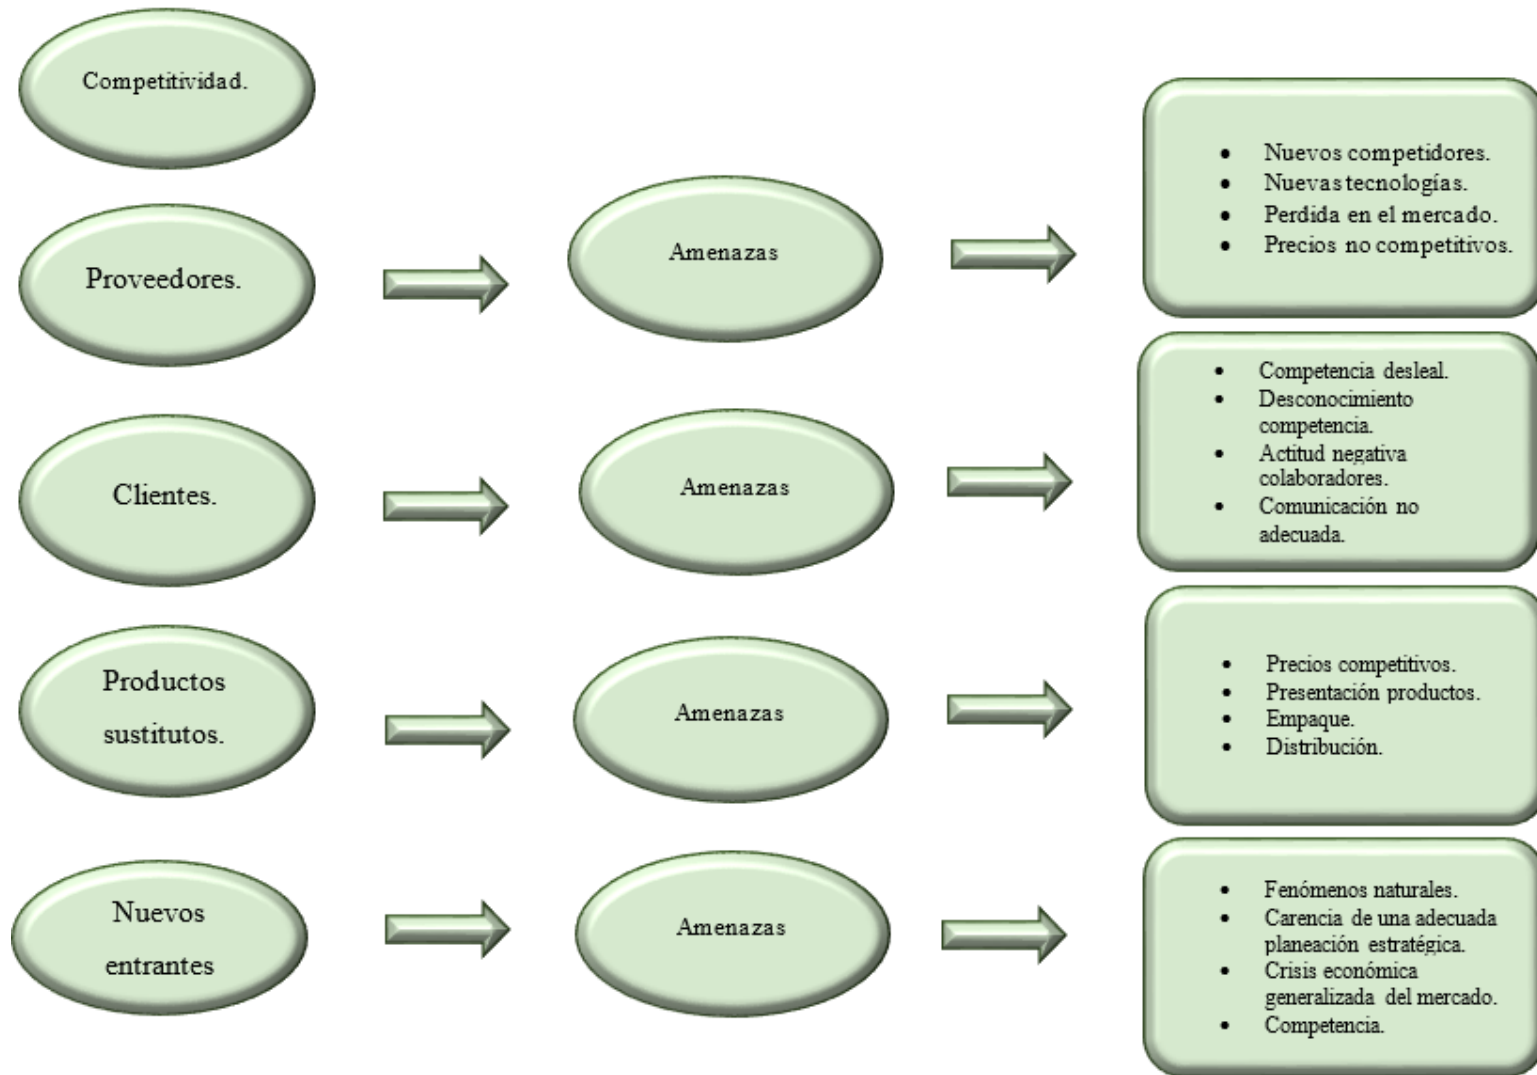 Competitividad.
Proveedores.
Amenazas
• Nuevos competidores.
• Nuevas tecnologías.
• Perdida en el mercado.
• Precios no competitivos.
Clientes.
Amenazas
• Competencia desleal.
• Desconocimiento
competencia.
• Actitud negativa
colaboradores.
• Comunicación no
adecuada.
Productos
sustitutos.
Amenazas
• Precios competitivos.
• Presentación productos.
• Empaque.
• Distribución.
Nuevos
entrantes
Amenazas
• Fenómenos naturales.
• Carencia de una adecuada
planeación estratégica.
• Crisis económica
generalizada del mercado.
• Competencia.